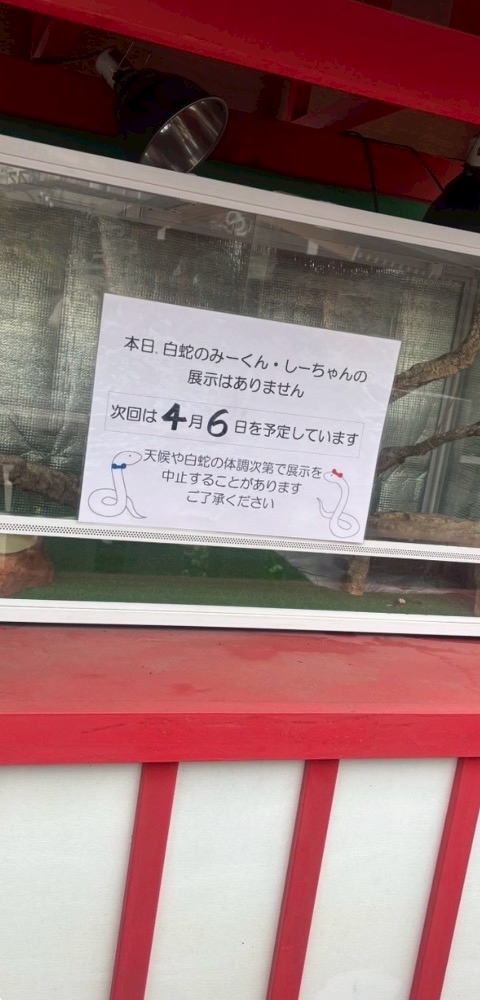 本日、白蛇のみーくん・しーちゃんの
展示はありません
次回は4月6日を予定しています
天候や白蛇の体調次第で展示を
中止することがあります
ご了承ください